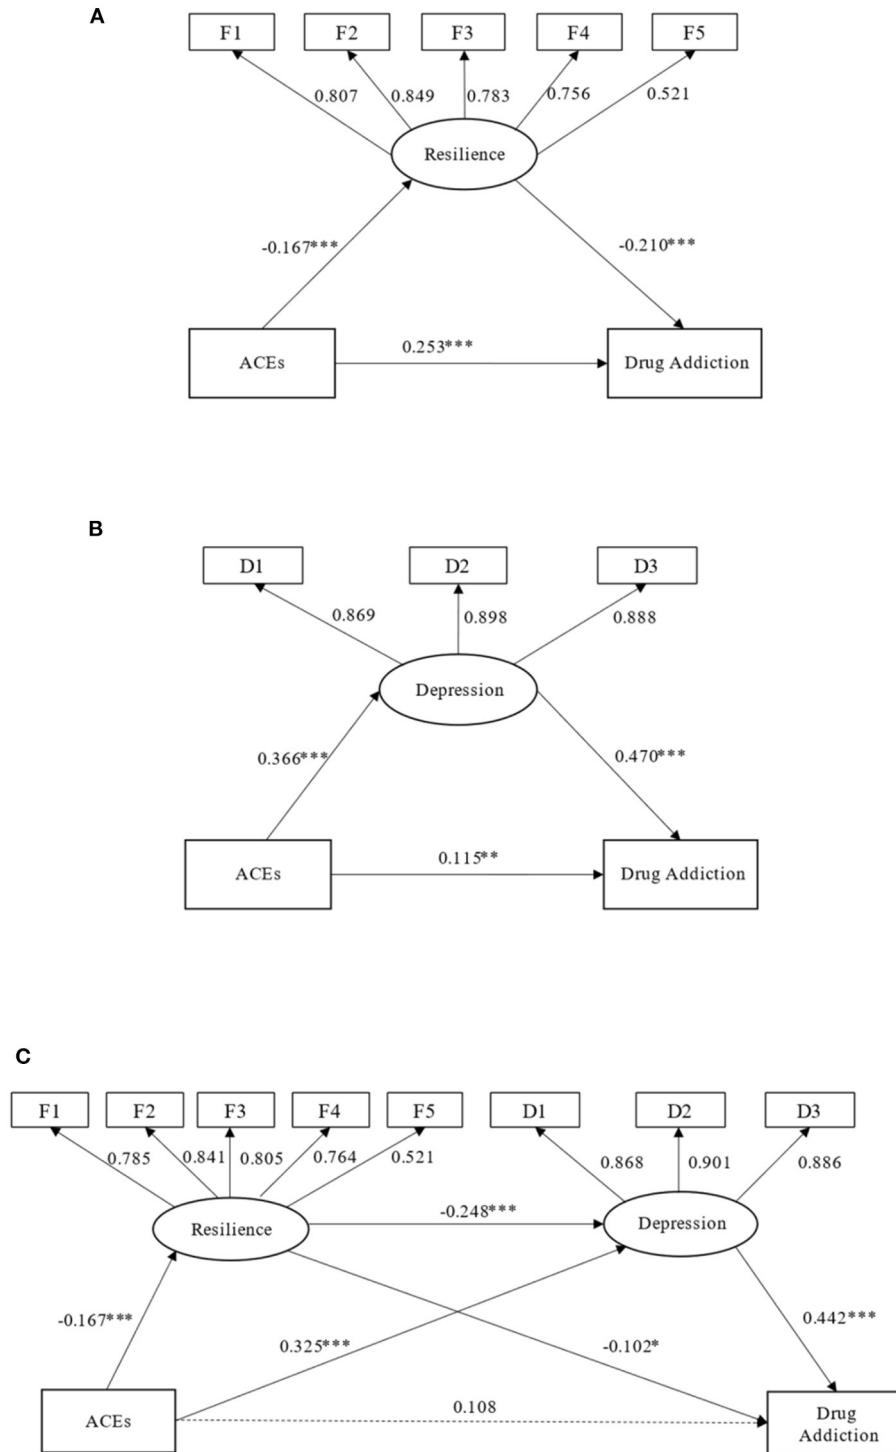 A
F1 F2 F3 F4 F5
0.807 0.849 0.783 0.756 0.521
Resilience
-0.167*** -0.210***
0.253***
ACEs Drug Addiction
B
D1 D2 D3
0.869 0.898 0.888
Depression
0.366*** 0.470***
0.115**
ACEs Drug Addiction
C
F1 F2 F3 F4 F5 D1 D2 D3
0.785 0.841 0.805 0.764 0.521 0.868 0.901 0.886
-0.248***
Resilience Depression
-0.167*** 0.325*** -0.102* 0.442***
0.108
ACEs Drug
Addiction